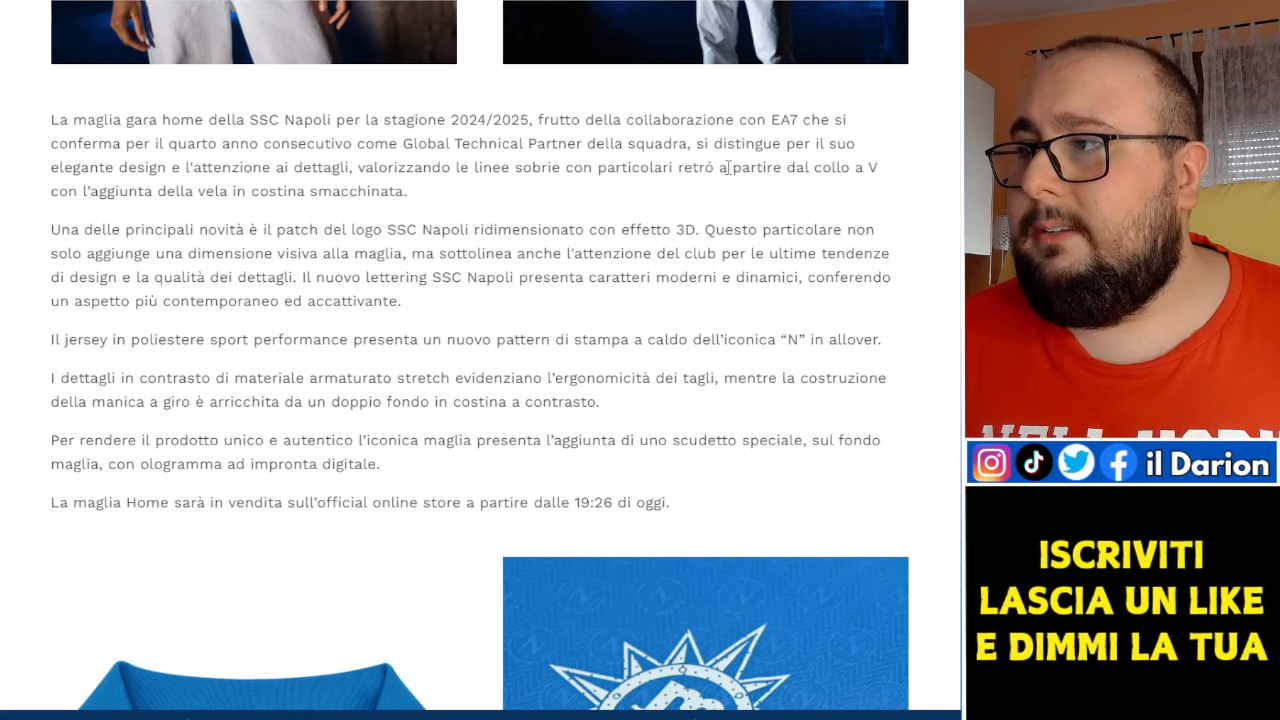 La maglia gara home della SSC Napoli per la stagione 2024/2025, frutto della collaborazione con EA7 che si
conferma per il quarto anno consecutivo come Global Technical Partner della squadra, si distingue per il suo
elegante design e l'attenzione ai dettagli, valorizzando le linee sobrie con particolari retró a partire dal collo a V
con l’aggiunta della vela in costina smacchinata.
Una delle principali novità è il patch del logo SSC Napoli ridimensionato con effetto 3D. Questo particolare non
solo aggiunge una dimensione visiva alla maglia, ma sottolinea anche l'attenzione del club per le ultime tendenze
di design e la qualità dei dettagli. Il nuovo lettering SSC Napoli presenta caratteri moderni e dinamici, conferendo
un aspetto più contemporaneo ed accattivante.
Il jersey in poliestere sport performance presenta un nuovo pattern di stampa a caldo dell’iconica “N” in allover.
I dettagli in contrasto di materiale armaturato stretch evidenziano l’ergonomicità dei tagli, mentre la costruzione
della manica a giro è arricchita da un doppio fondo in costina a contrasto.
Per rendere il prodotto unico e autentico l’iconica maglia presenta l’aggiunta di uno scudetto speciale, sul fondo
maglia, con ologramma ad impronta digitale.
La maglia Home sarà in vendita sull’official online store a partire dalle 19:26 di oggi.
il Darion
ISCRIVITI
LASCIA UN LIKE
E DIMMI LA TUA